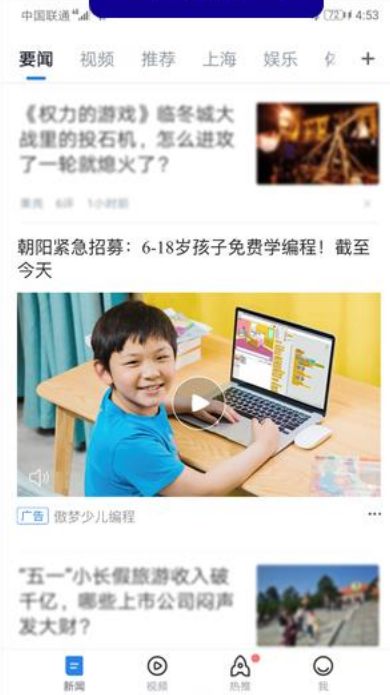 中国联通
72
4:53
要闻 视频 推荐 上海 娱乐
《权力的游戏》临冬城大
战里的投石机，怎么进攻
了一轮就熄火了？
1小时前
朝阳紧急招募：6-18岁孩子免费学编程！截至
今天
广告 傲梦少儿编程
“五一”小长假旅游收入破
千亿，哪些上市公司闷声
发大财？
新闻 视频 热推 我